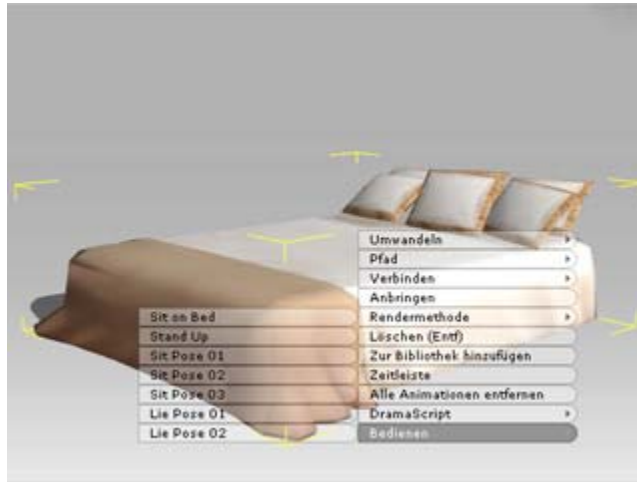 Umwandeln
Pfad
Verbinden
Anbringen
Rendermethode
Löschen (Entf)
Zur Bibliothek hinzufügen
Zeitleiste
Alle Animationen entfernen
DramaScript
Bedienen
Sit on Bed
Stand Up
Sit Pose 01
Sit Pose 02
Sit Pose 03
Lie Pose 01
Lie Pose 02